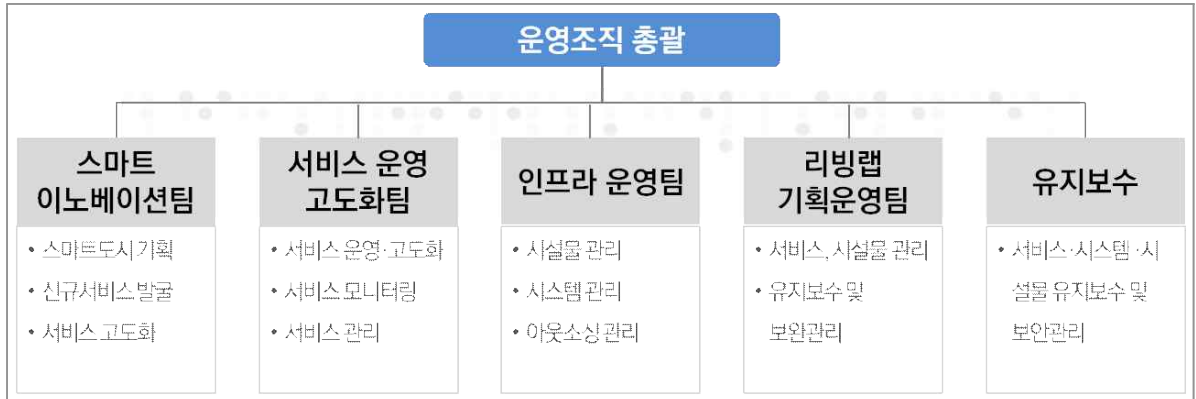 운영조직 총괄
스마트
이노베이션팀
• 스마트도시 기획
• 신규서비스 발굴
• 서비스 고도화
서비스 운영
고도화팀
• 서비스 운영·고도화
• 서비스 모니터링
• 서비스 관리
인프라 운영팀
• 시설물 관리
• 시스템 관리
• 아웃소싱 관리
리빙랩
기획운영팀
• 서비스, 시설물 관리
• 유지보수 및
보완관리
유지보수
• 서비스·시스템·시
설물 유지보수 및
보안관리